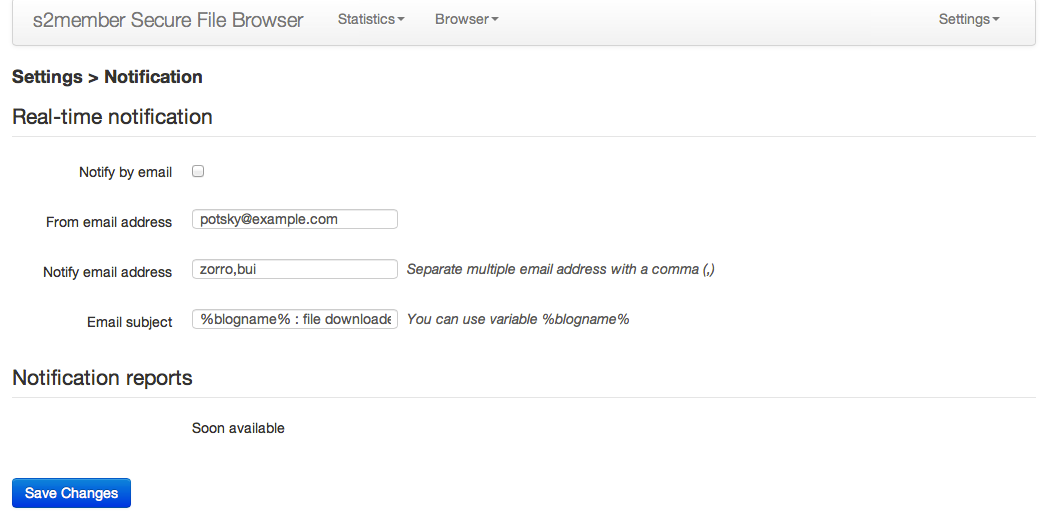 s2member Secure File Browser Statistics Browser Settings
Settings > Notification
Real-time notification
Notify by email
From email address potsky@example.com
Notify email address zorro,bui Separate multiple email address with a comma (,)
Email subject %blogname% : file downloade You can use variable %blogname%
Notification reports
Soon available
Save Changes